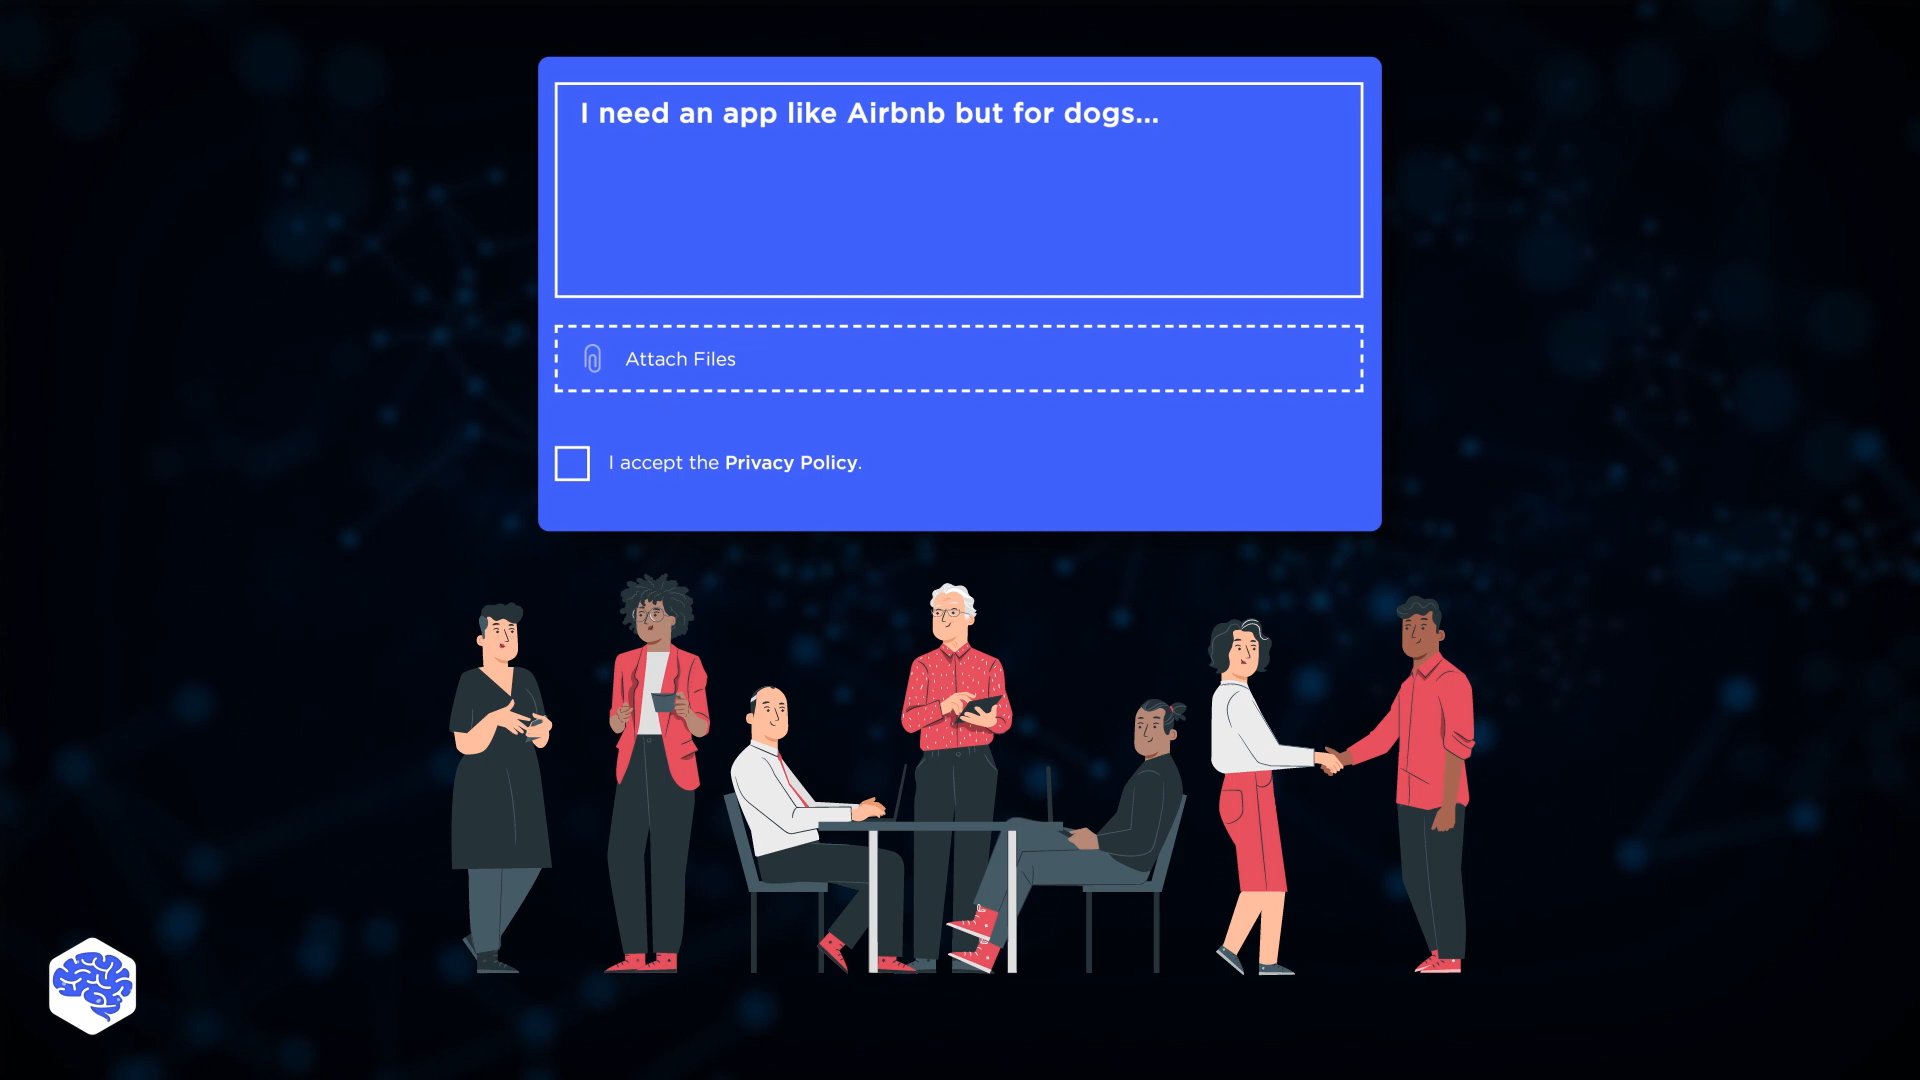 I need an app like Airbnb but for dogs...
Attach Files
I accept the Privacy Policy.